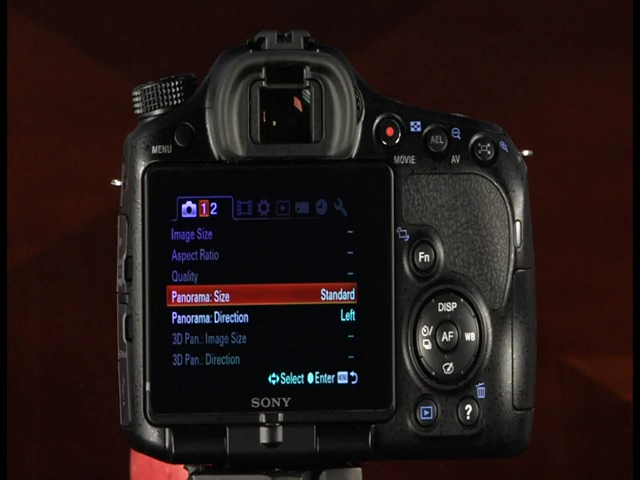 MENU
MOVIE
AEL
AV
1 2
Image Size –
Aspect Ratio –
Quality –
Panorama: Size Standard
Panorama: Direction Left
3D Pan.: Image Size –
3D Pan.: Direction –
Select Enter MENU
SONY
Fn
DISP
AF
WB
?